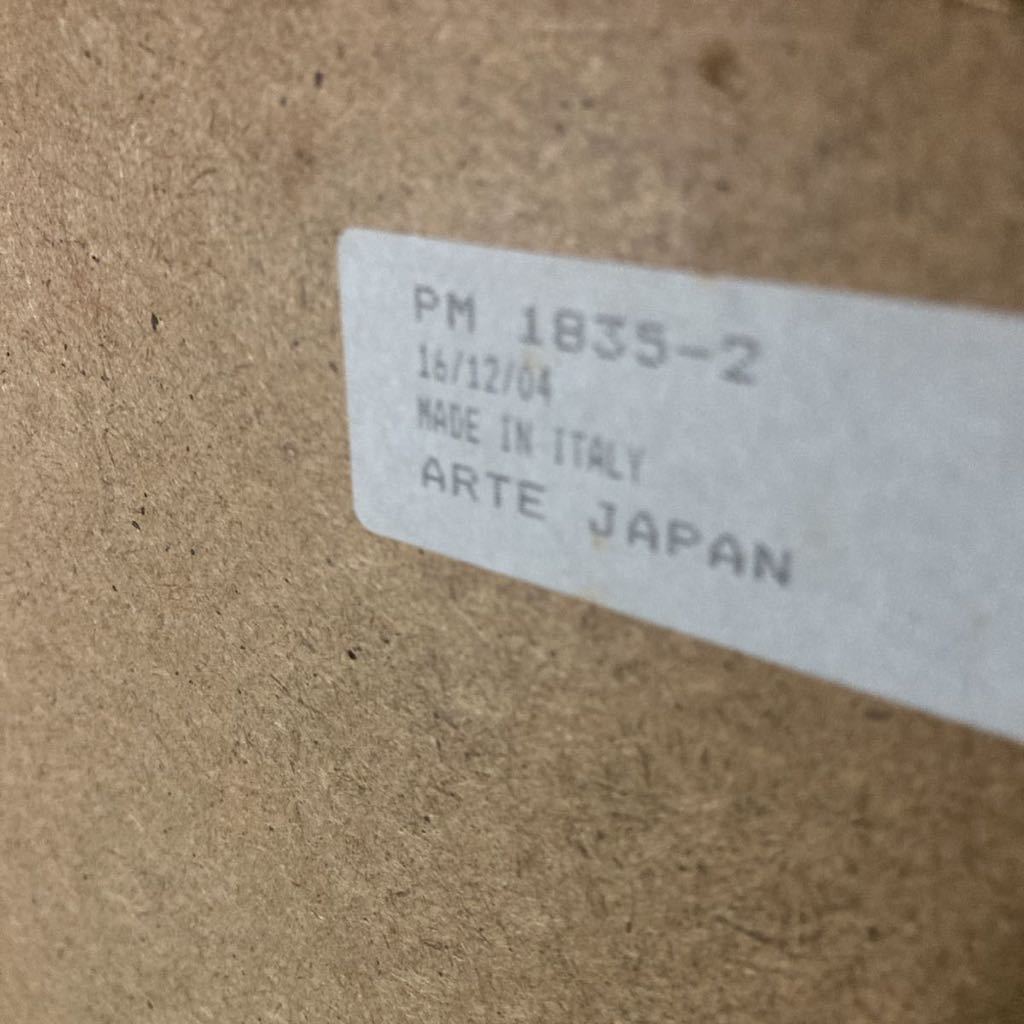 PM 1835-2
16/12/04
MADE IN ITALY
ARTE JAPAN